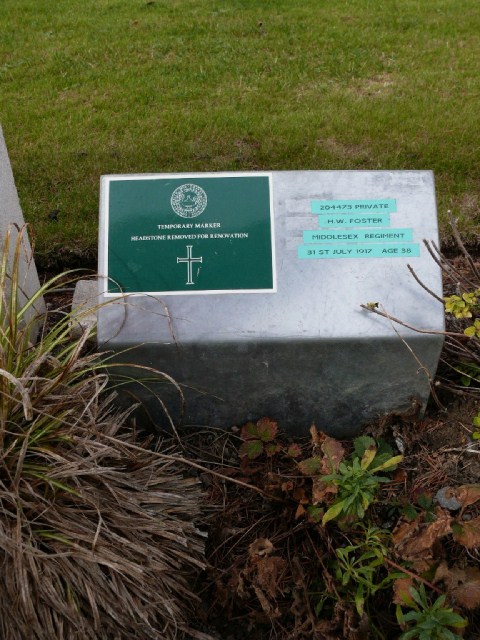 TEMPORARY MARKER
HEADSTONE REMOVED FOR RENOVATION
204473 PRIVATE
H.W. FOSTER
MIDDLESEX REGIMENT
31 ST JULY 1917 AGE 38